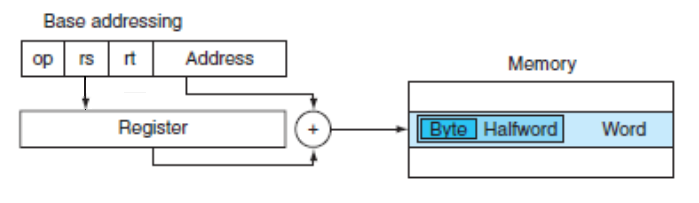 Base addressing
op rs rt Address
Memory
Register
+
Byte Halfword Word